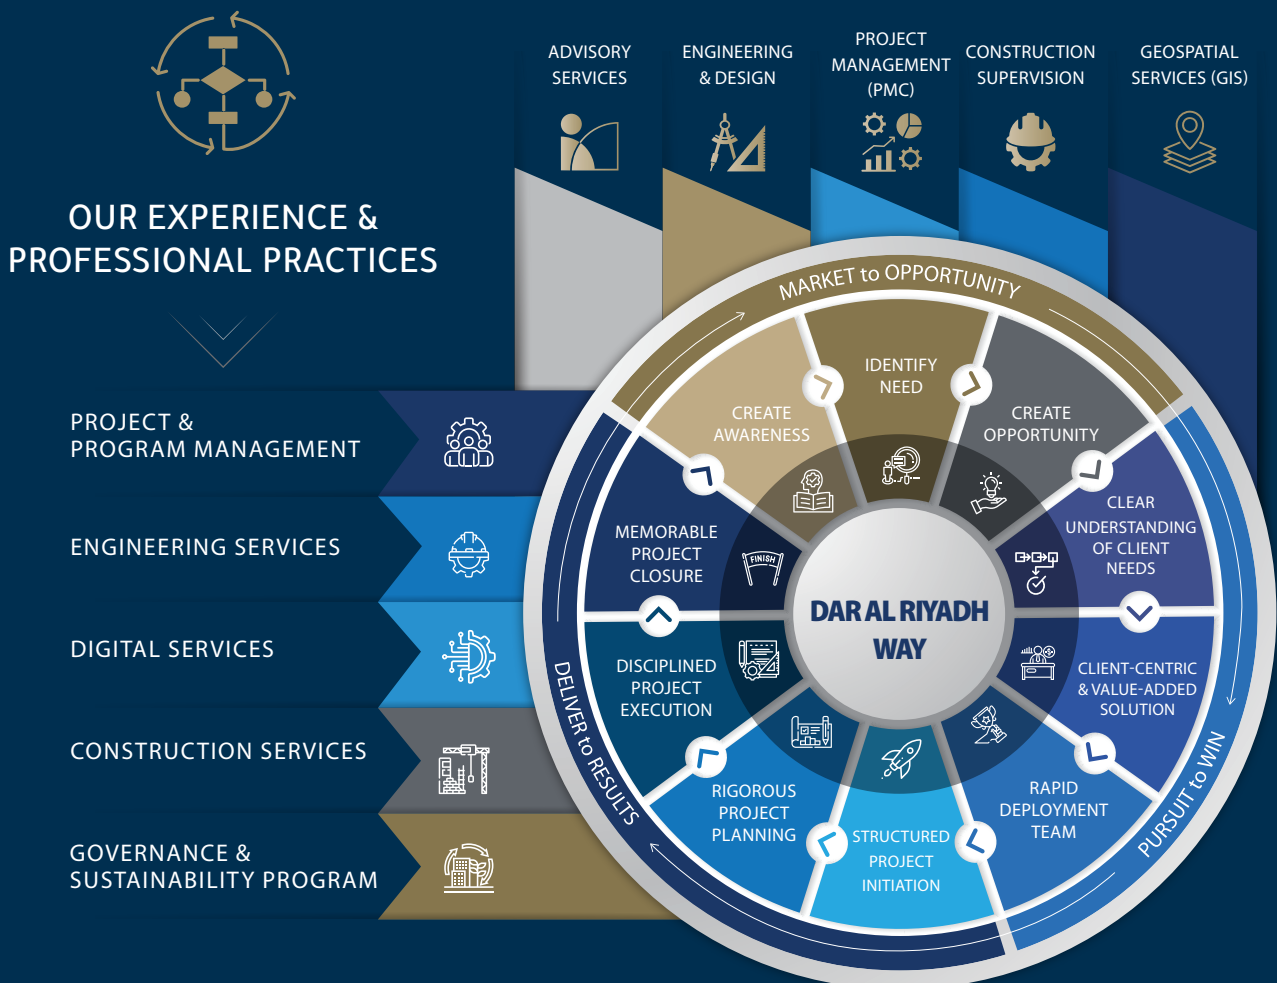 OUR EXPERIENCE &
PROFESSIONAL PRACTICES
ADVISORY
SERVICES
ENGINEERING
& DESIGN
PROJECT
MANAGEMENT
(PMC)
CONSTRUCTION
SUPERVISION
GEOSPATIAL
SERVICES (GIS)
PROJECT &
PROGRAM MANAGEMENT
ENGINEERING SERVICES
DIGITAL SERVICES
CONSTRUCTION SERVICES
GOVERNANCE &
SUSTAINABILITY PROGRAM
MARKET to OPPORTUNITY
CREATE
AWARENESS
IDENTIFY
NEED
CREATE
OPPORTUNITY
PURSUIT to WIN
CLEAR
UNDERSTANDING
OF CLIENT
NEEDS
CLIENT-CENTRIC
& VALUE-ADDED
SOLUTION
RAPID
DEPLOYMENT
TEAM
DELIVER to RESULTS
STRUCTURED
PROJECT
INITIATION
RIGOROUS
PROJECT
PLANNING
DISCIPLINED
PROJECT
EXECUTION
MEMORABLE
PROJECT
CLOSURE
FINISH
DAR AL RIYADH
WAY